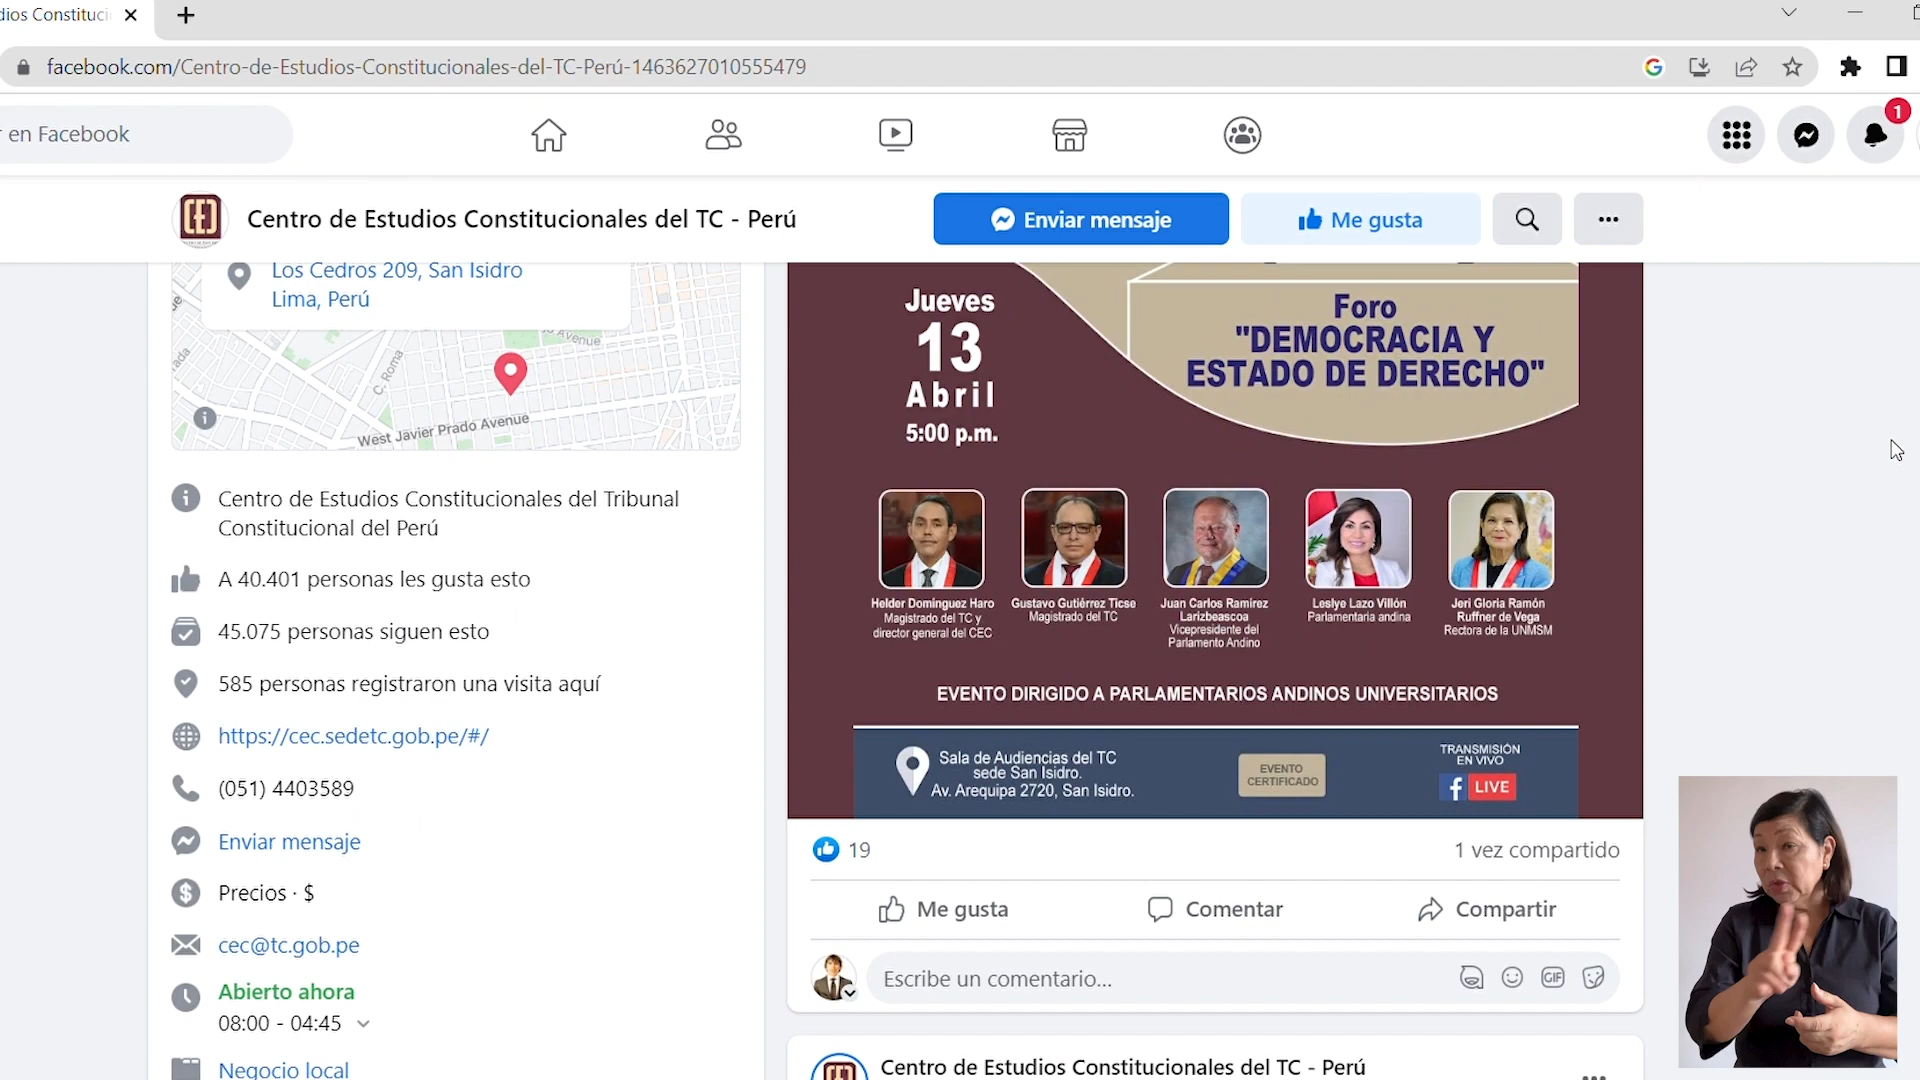 facebook.com/Centro-de-Estudios-Constitucionales-del-TC-Perú-1463627010555479
en Facebook
1
Centro de Estudios Constitucionales del TC - Perú
Enviar mensaje
Me gusta
Los Cedros 209, San Isidro
Lima, Perú
Avenue
C. Roma
West Javier Prado Avenue
Centro de Estudios Constitucionales del Tribunal
Constitucional del Perú
A 40.401 personas les gusta esto
45.075 personas siguen esto
585 personas registraron una visita aquí
https://cec.sedetc.gob.pe/#/
(051) 4403589
Enviar mensaje
Precios · $
cec@tc.gob.pe
Abierto ahora
08:00 - 04:45
Negocio local
Jueves
13
Abril
5:00 p.m.
Foro
"DEMOCRACIA Y
ESTADO DE DERECHO"
Helder Domínguez Haro
Magistrado del TC y
director general del CEC
Gustavo Gutiérrez Ticse
Magistrado del TC
Juan Carlos Ramirez
Larizbeascoa
Vicepresidente del
Parlamento Andino
Leslye Lazo Villón
Parlamentaria andina
Jeri Gloria Ramón
Ruffner de Vega
Rectora de la UNMSM
EVENTO DIRIGIDO A PARLAMENTARIOS ANDINOS UNIVERSITARIOS
Sala de Audiencias del TC
sede San Isidro.
Av. Arequipa 2720, San Isidro.
EVENTO
CERTIFICADO
TRANSMISIÓN
EN VIVO
f LIVE
19
1 vez compartido
Me gusta
Comentar
Compartir
Escribe un comentario...
GIF
Centro de Estudios Constitucionales del TC - Perú